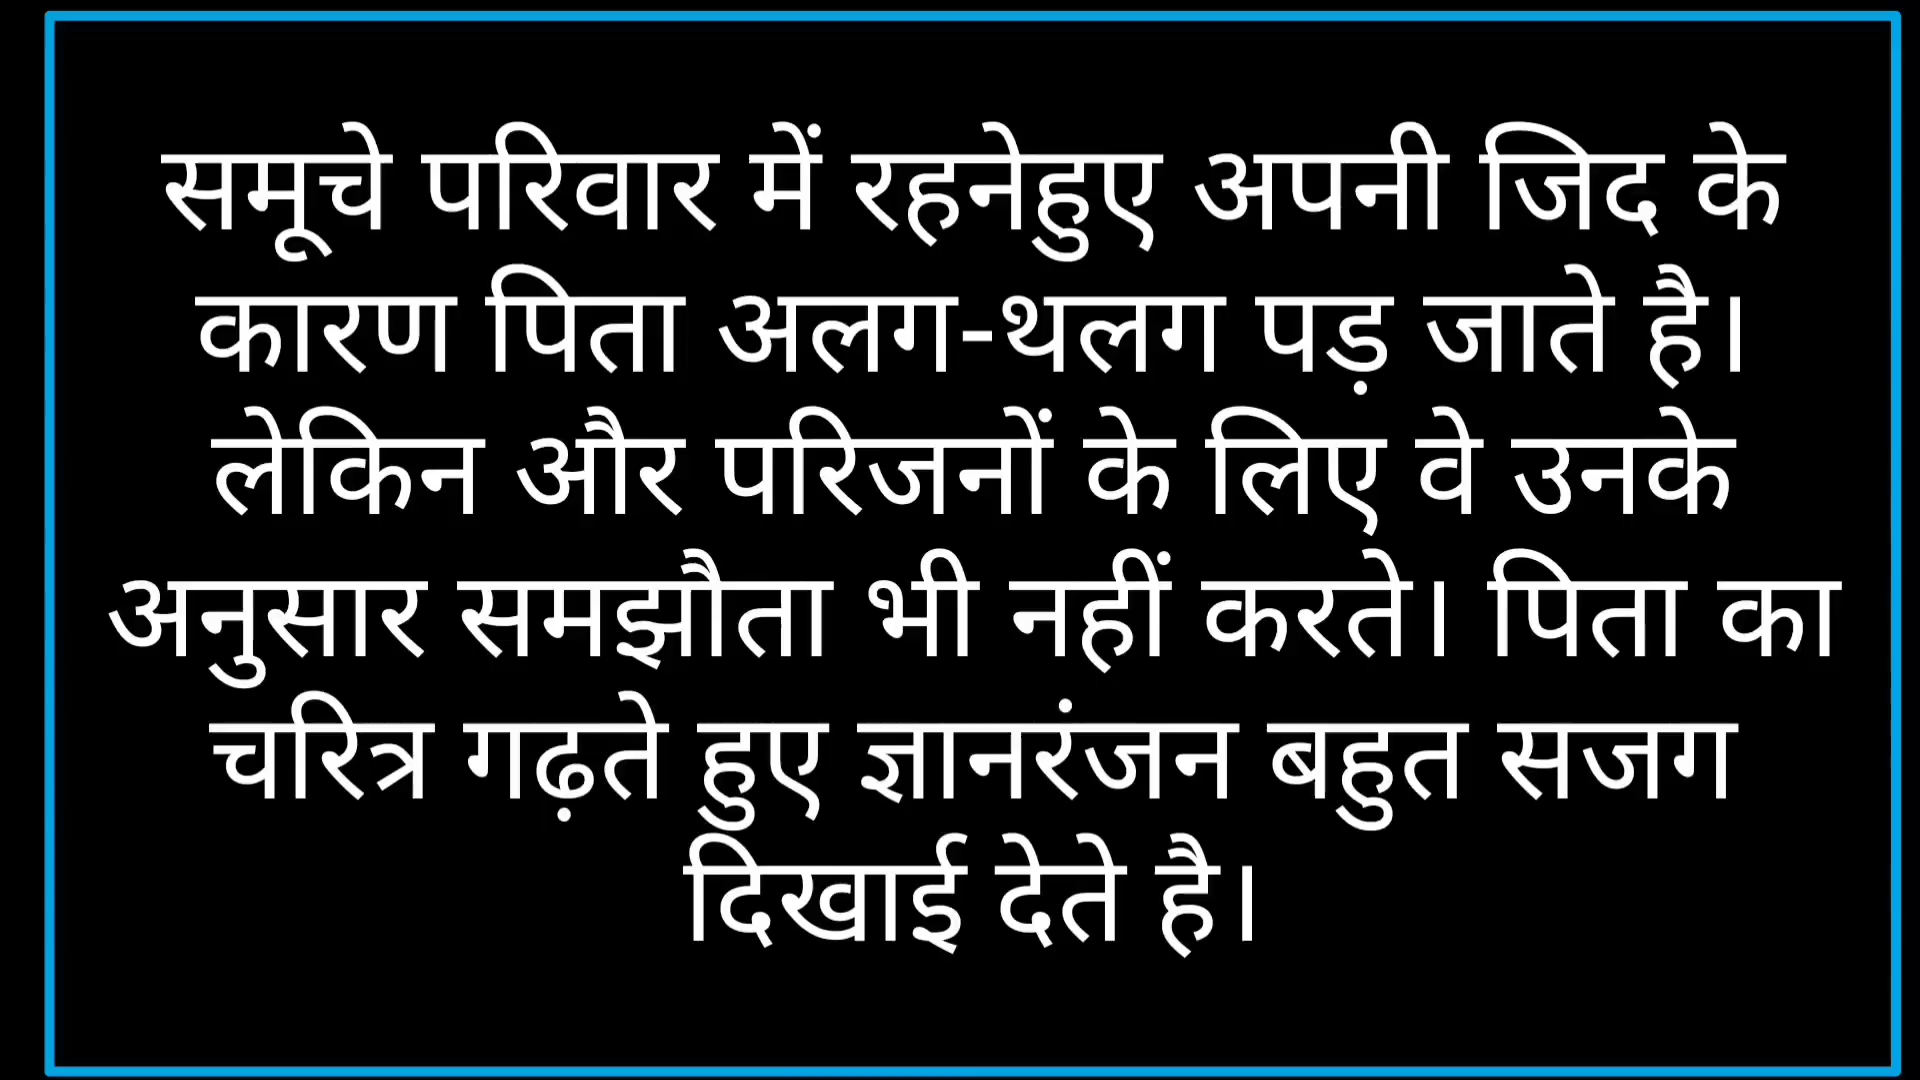 समूचे परिवार में रहनेहुए अपनी जिद के
कारण पिता अलग-थलग पड़ जाते है।
लेकिन और परिजनों के लिए वे उनके
अनुसार समझौता भी नहीं करते। पिता का
चरित्र गढ़ते हुए ज्ञानरंजन बहुत सजग
दिखाई देते है।